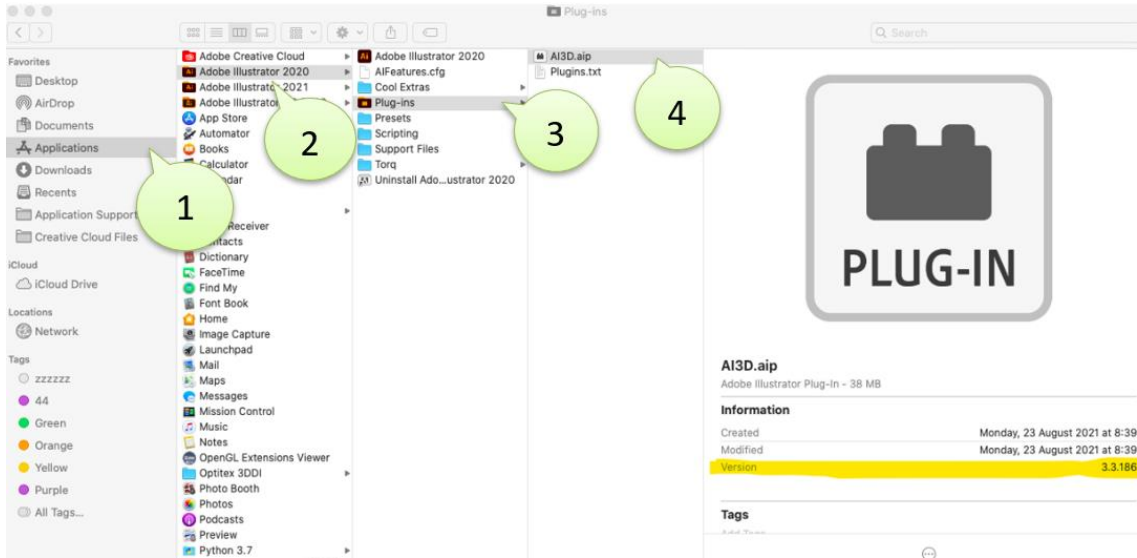 Plug-ins
Search
Favorites
Desktop
AirDrop
Documents
Applications
Downloads
Recents
Application Support
Creative Cloud Files
iCloud
iCloud Drive
Locations
Network
Tags
zzzzzz
44
Green
Orange
Yellow
Purple
All Tags...
1
Adobe Creative Cloud
Adobe Illustrator 2020
Adobe 2021
Adobe
App Store
Automator
Books
Calculator
Receiver
Dictionary
FaceTime
Find My
Font Book
Home
Image Capture
Launchpad
Mail
Maps
Messages
Mission Control
Music
Notes
OpenGL Extensions Viewer
Optitex 3DDI
Photo Booth
Photos
Podcasts
Preview
Python 3.7
2
Adobe Illustrator 2020
AIFeatures.cfg
Cool Extras
Plug-ins
Presets
Scripting
Support Files
Torq
Uninstall Ado...ustrator 2020
3
AI3D.aip
Plugins.txt
4
PLUG-IN
AI3D.aip
Adobe Illustrator Plug-In - 38 MB
Information
Created Monday, 23 August 2021 at 8:39
Modified Monday, 23 August 2021 at 8:39
Version 3.3.186
Tags